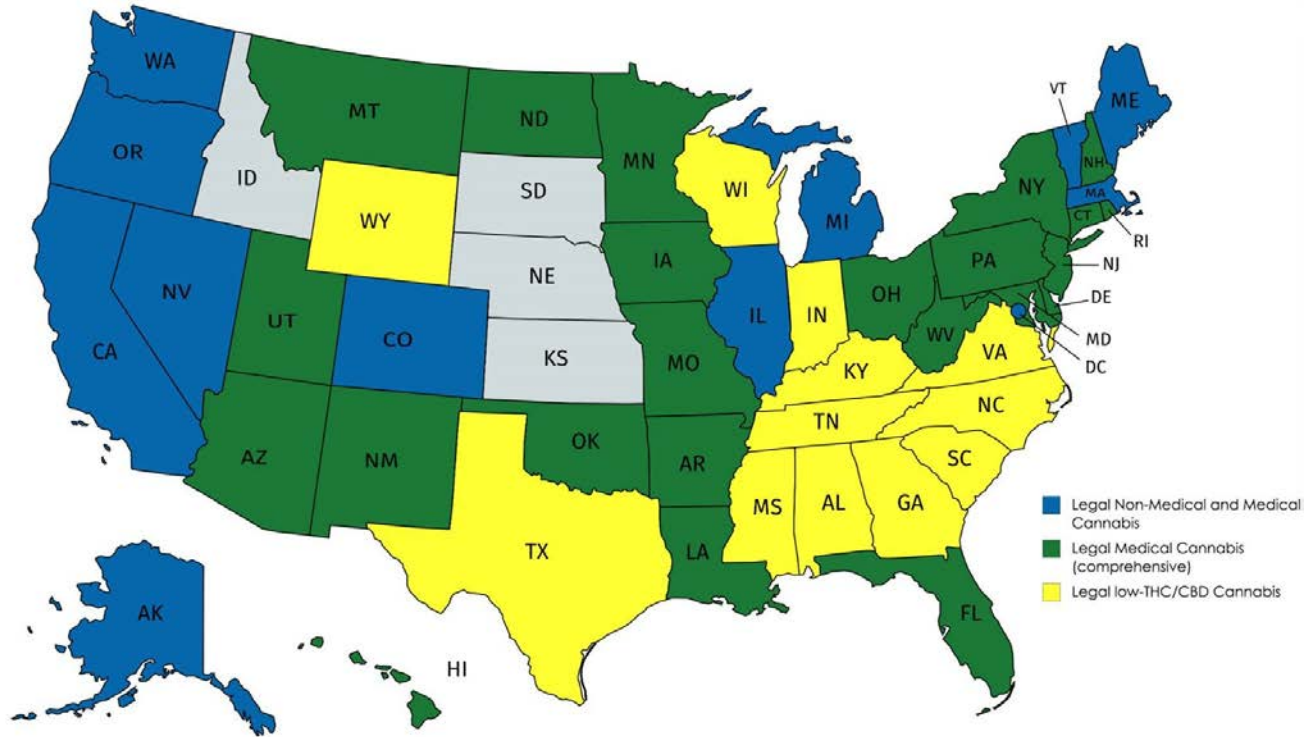 WA
MT
ND
MN
VT
ME
OR
ID
SD
WI
NY
NH
MA
WY
MI
CT
RI
IA
PA
NJ
NV
NE
OH
DE
UT
IL
IN
WV
MD
CA
CO
KS
MO
KY
VA
DC
TN
NC
AZ
NM
OK
AR
SC
MS
AL
GA
TX
LA
FL
AK
HI
Legal Non-Medical and Medical
Cannabis
Legal Medical Cannabis
(comprehensive)
Legal low-THC/CBD Cannabis